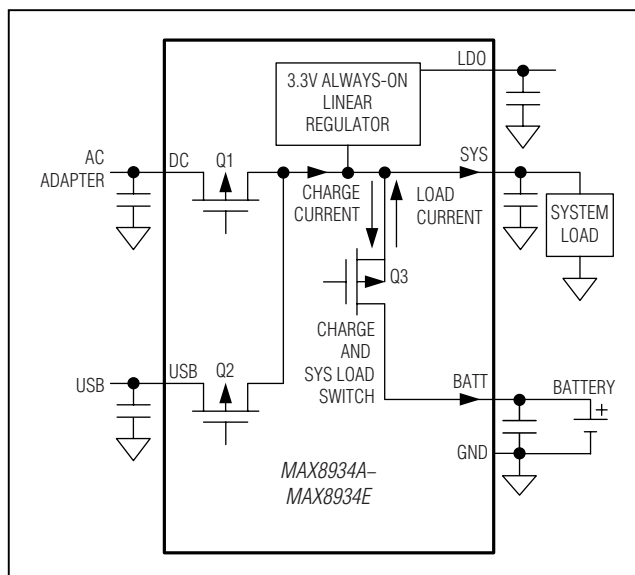 LDO
3.3V ALWAYS-ON
LINEAR
REGULATOR
AC
ADAPTER
DC
Q1
SYS
CHARGE
CURRENT
LOAD
CURRENT
SYSTEM
LOAD
Q3
CHARGE
AND
SYS LOAD
SWITCH
USB
USB
Q2
BATT
BATTERY
+
GND
MAX8934A–
MAX8934E